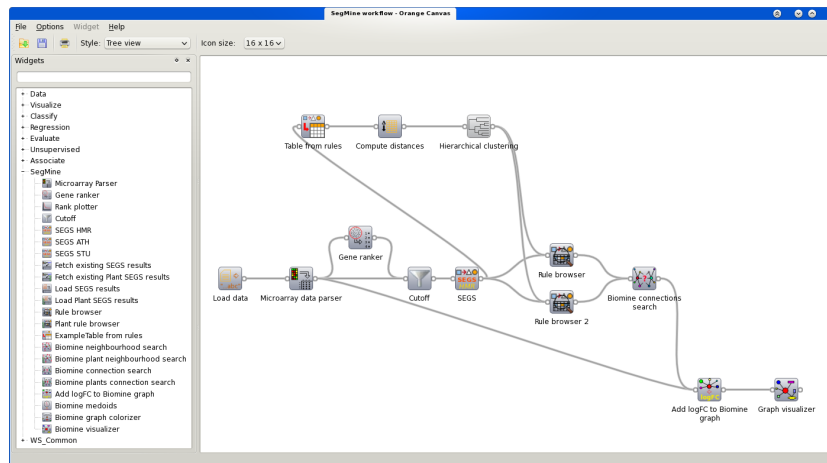 SegMine workflow - Orange Canvas
File Options Widget Help
Style: Tree view Icon size: 16 x 16
Widgets
Data
Visualize
Classify
Regression
Evaluate
Unsupervised
Associate
SegMine
Microarray Parser
Gene ranker
Rank plotter
Cutoff
SEGS HMR
SEGS ATH
SEGS STU
Fetch existing SEGS results
Fetch existing Plant SEGS results
Load SEGS results
Load Plant SEGS results
Rule browser
Plant rule browser
ExampleTable from rules
Biomine neighbourhood search
Biomine plant neighbourhood search
Biomine connection search
Biomine plants connection search
Add logFC to Biomine graph
Biomine medoids
Biomine graph colorizer
Biomine visualizer
WS_Common
Table from rules
Compute distances
Hierarchical clustering
Gene ranker
Load data
Microarray data parser
Cutoff
SEGS
SEGS
Rule browser
Rule browser 2
Biomine connections
search
logFC
Add logFC to Biomine
graph
Graph visualizer